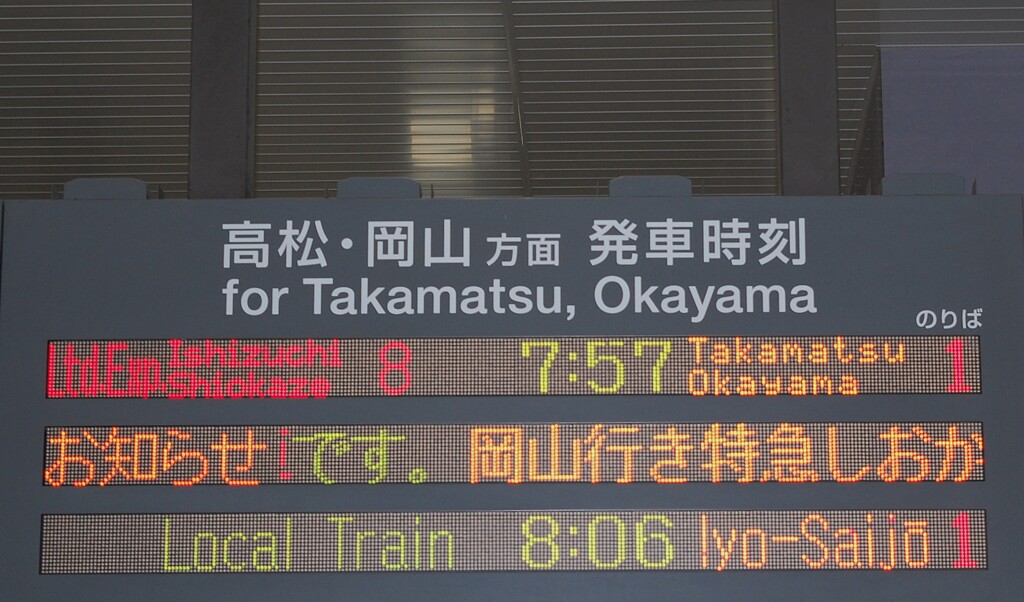 高松・岡山 方面 発車時刻
for Takamatsu, Okayama
のりば
Ltd.Exp. Ishizuchi Shiokaze 8 7:57 Takamatsu Okayama 1
お知らせ!です。 岡山行き特急しおか
Local Train 8:06 Iyo-Saijō 1